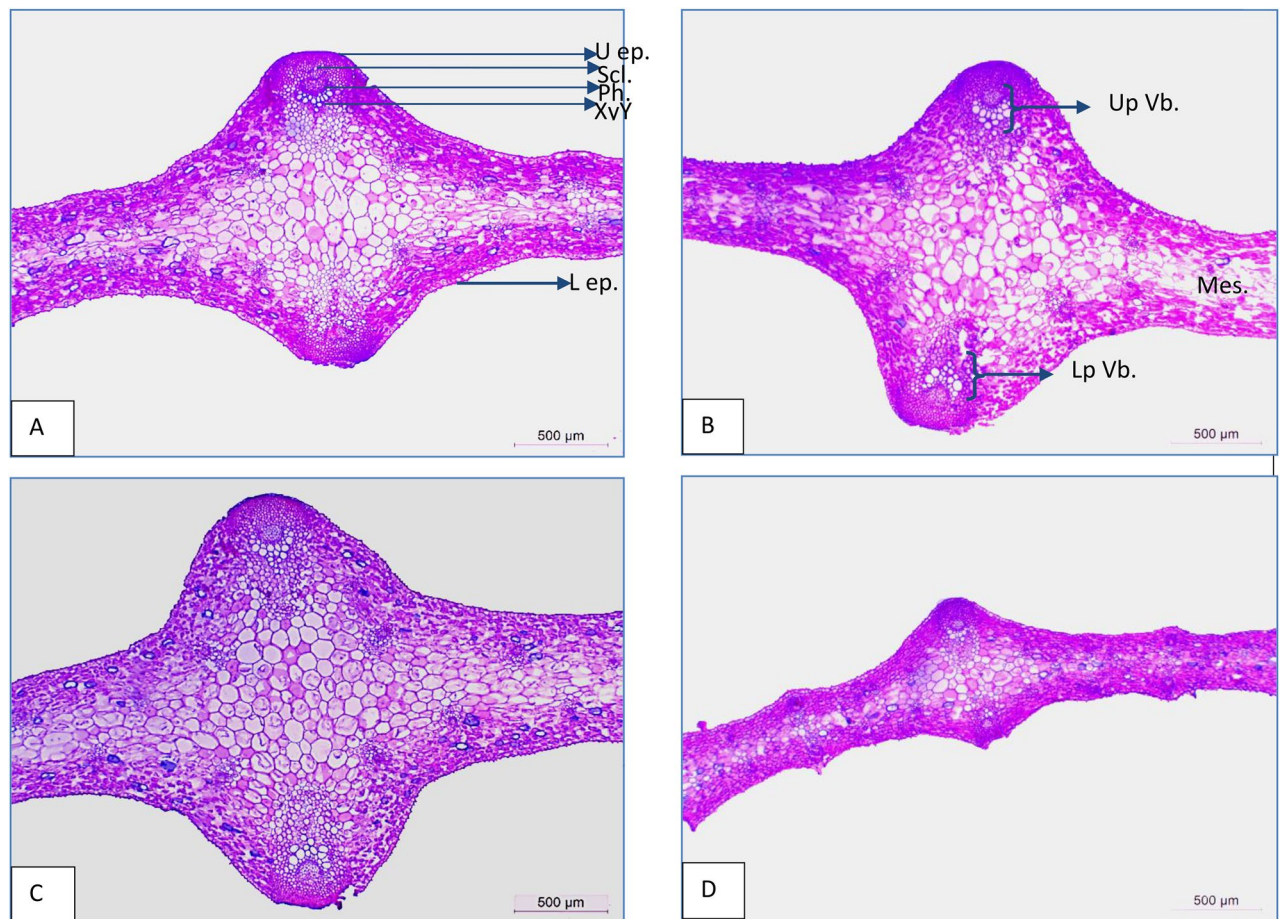 U ep.
Scl.
Ph.
XvY
L ep.
A
500 µm
Up Vb.
Mes.
Lp Vb.
B
500 µm
C
500 µm
D
500 µm